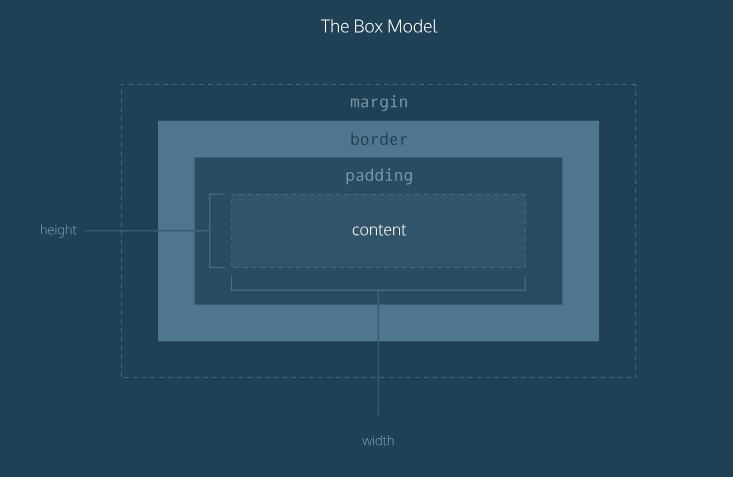 The Box Model
margin
border
padding
content
height
width